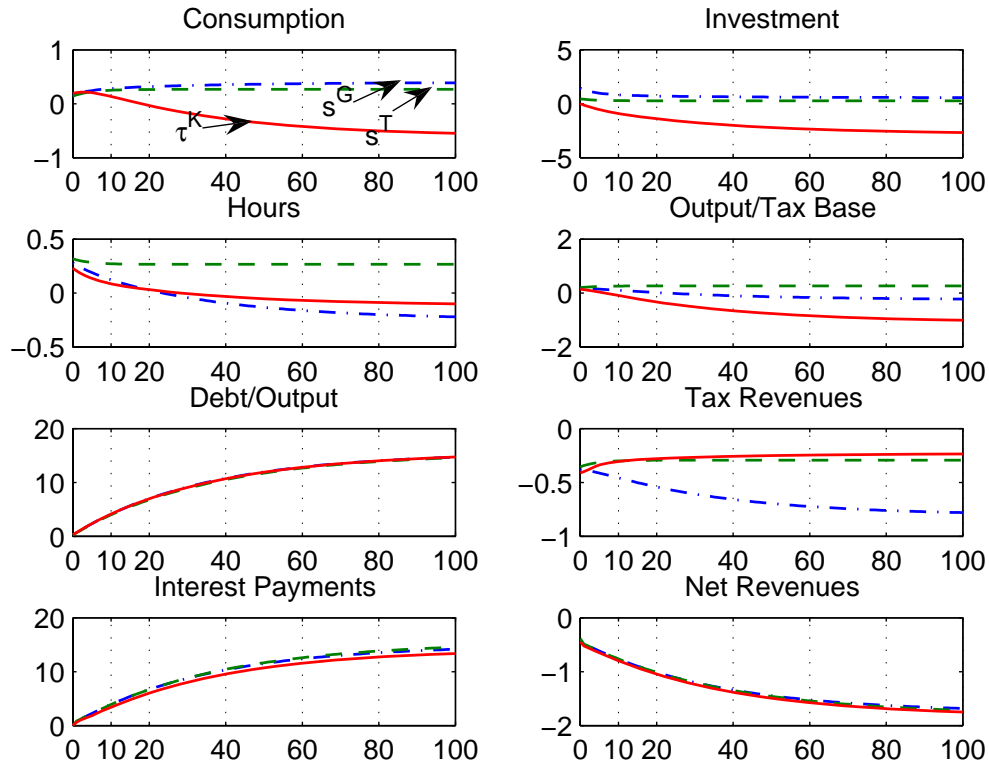 Consumption
1
0
−1
s^G
s^T
τ^K
0 10 20 40 60 80 100
Investment
5
0
−5
0 10 20 40 60 80 100
Hours
0.5
0
−0.5
0 10 20 40 60 80 100
Output/Tax Base
2
0
−2
0 10 20 40 60 80 100
Debt/Output
20
10
0
0 10 20 40 60 80 100
Tax Revenues
0
−0.5
−1
0 10 20 40 60 80 100
Interest Payments
20
10
0
0 10 20 40 60 80 100
Net Revenues
0
−1
−2
0 10 20 40 60 80 100